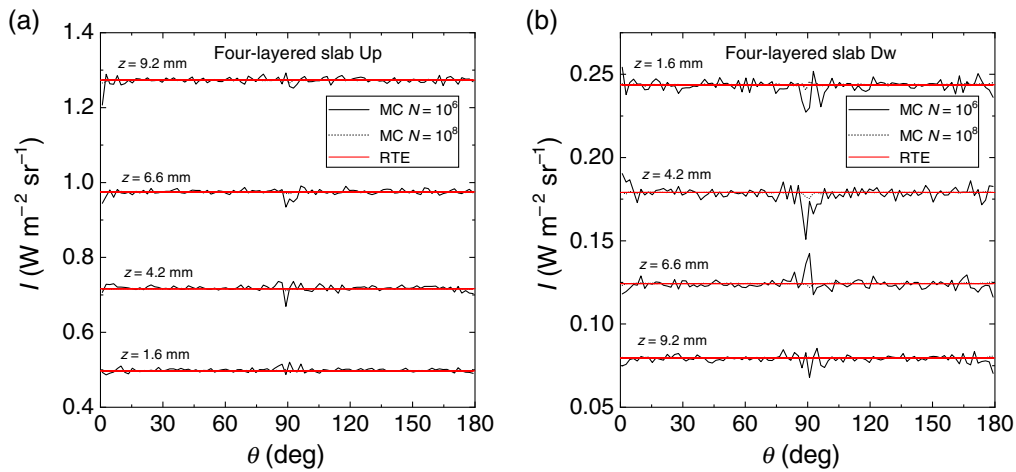 (a)
Four-layered slab Up
z = 9.2 mm
MC N = 10⁶
MC N = 10⁸
RTE
z = 6.6 mm
z = 4.2 mm
z = 1.6 mm
1.4
1.2
1.0
0.8
0.6
0.4
I (W m⁻² sr⁻¹)
0 30 60 90 120 150 180
θ (deg)
(b)
Four-layered slab Dw
z = 1.6 mm
MC N = 10⁶
MC N = 10⁸
RTE
z = 4.2 mm
z = 6.6 mm
z = 9.2 mm
0.25
0.20
0.15
0.10
0.05
I (W m⁻² sr⁻¹)
0 30 60 90 120 150 180
θ (deg)